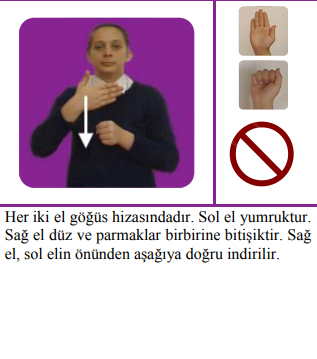 Her iki el göğüs hizasındadır. Sol el yumruktur.
Sağ el düz ve parmaklar birbirine bitişiktir. Sağ
el, sol elin önünden aşağıya doğru indirilir.